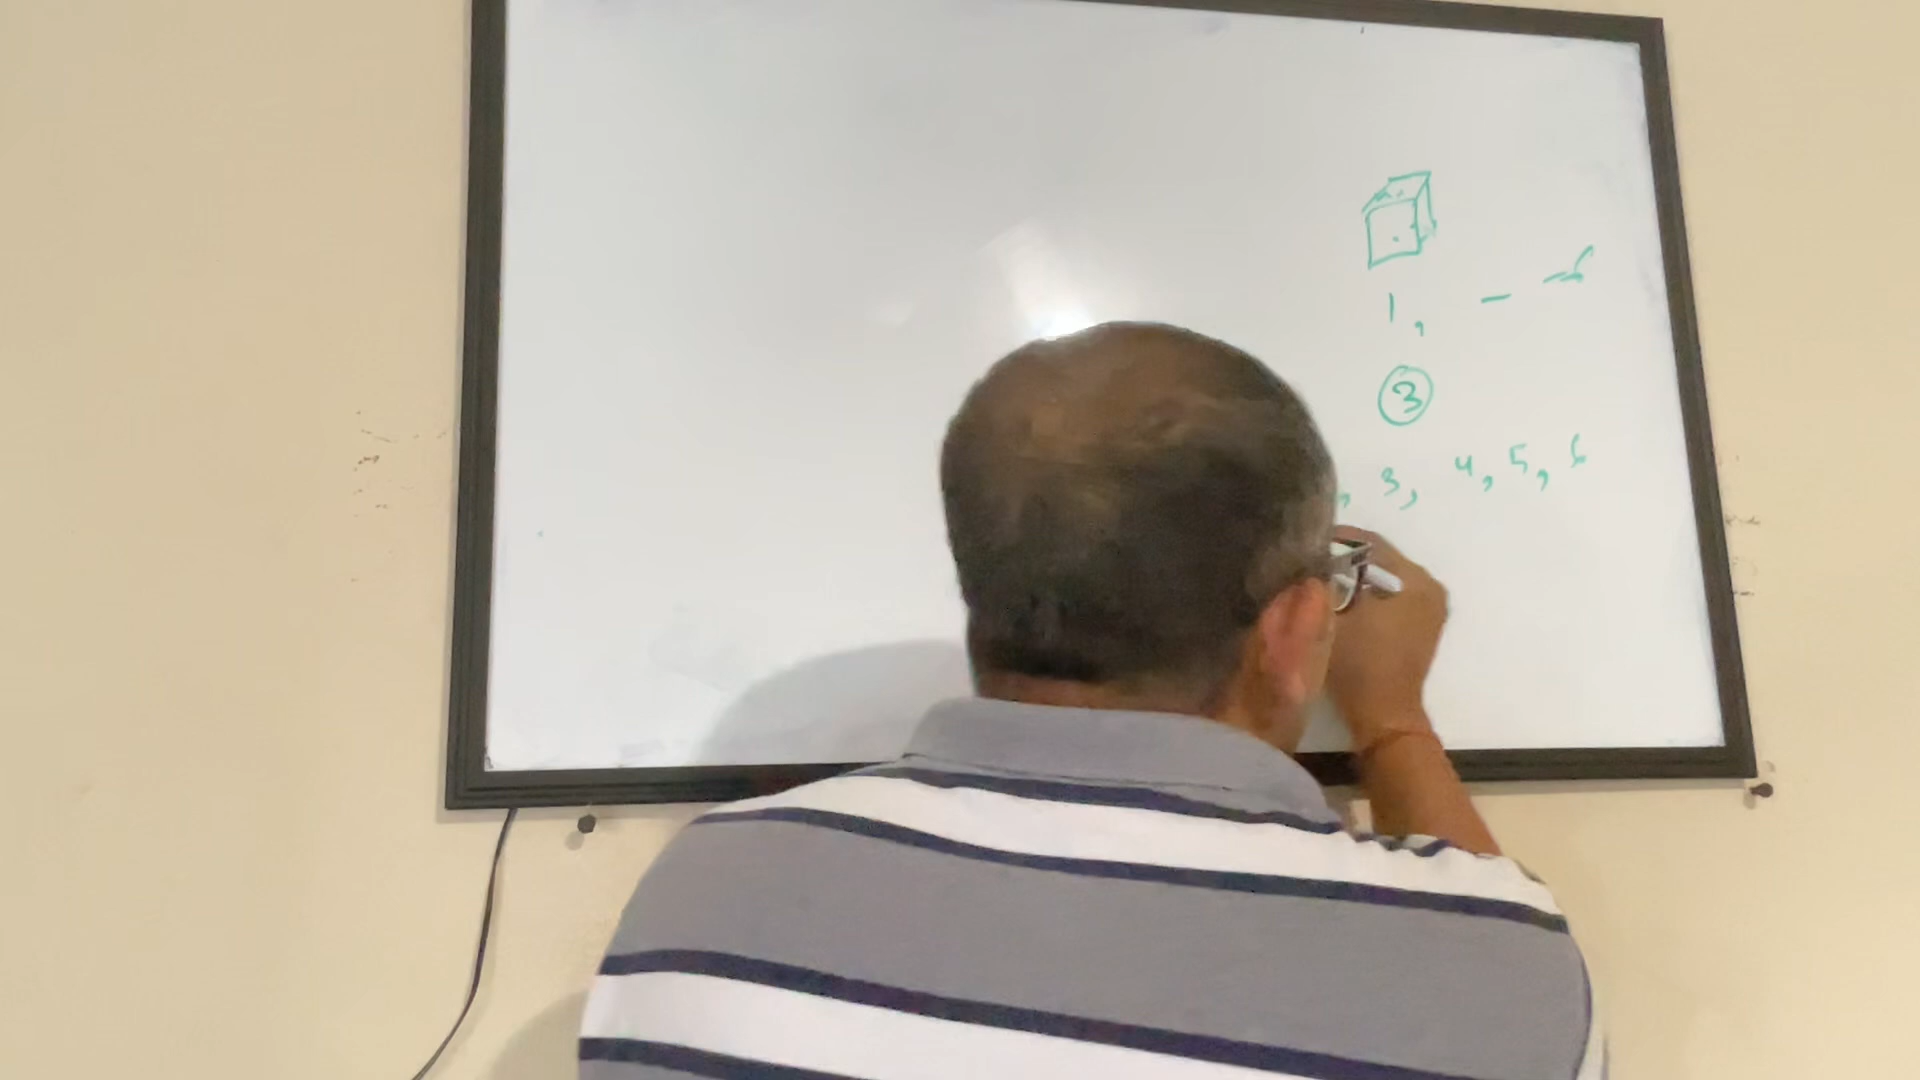 1, - - 6
3
, 3, 4, 5, 6